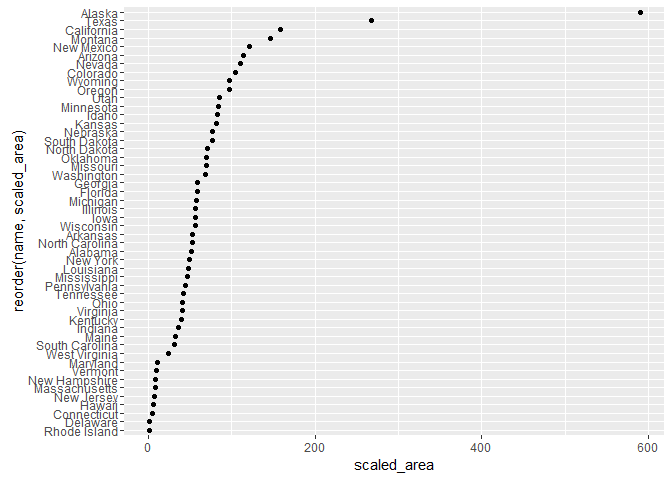 Alaska
Texas
California
Montana
New Mexico
Arizona
Nevada
Colorado
Wyoming
Oregon
Utah
Minnesota
Idaho
Kansas
Nebraska
South Dakota
North Dakota
Oklahoma
Missouri
Washington
Georgia
Florida
Michigan
Illinois
Iowa
Wisconsin
Arkansas
North Carolina
Alabama
New York
Louisiana
Mississippi
Pennsylvania
Tennessee
Ohio
Virginia
Kentucky
Indiana
Maine
South Carolina
West Virginia
Maryland
Vermont
New Hampshire
Massachusetts
New Jersey
Hawaii
Connecticut
Delaware
Rhode Island
reorder(name, scaled_area)
0 200 400 600
scaled_area